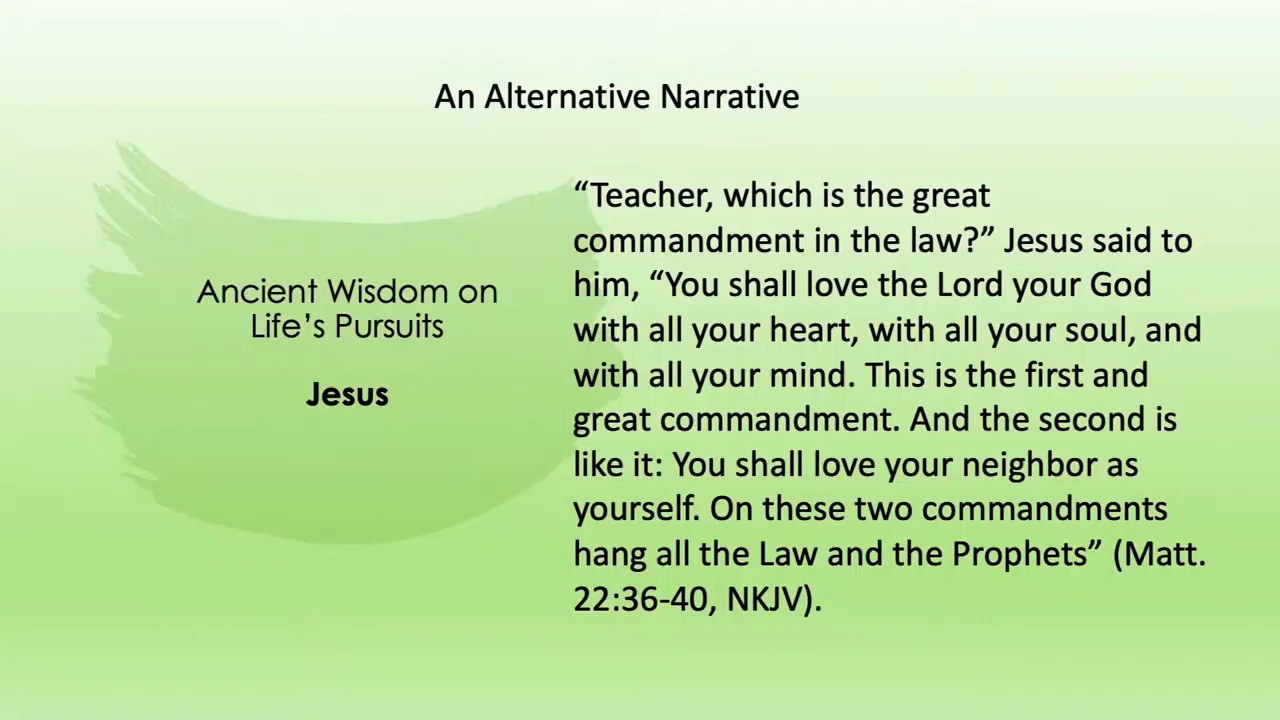 An Alternative Narrative
Ancient Wisdom on
Life’s Pursuits
Jesus
“Teacher, which is the great
commandment in the law?” Jesus said to
him, “You shall love the Lord your God
with all your heart, with all your soul, and
with all your mind. This is the first and
great commandment. And the second is
like it: You shall love your neighbor as
yourself. On these two commandments
hang all the Law and the Prophets” (Matt.
22:36-40, NKJV).